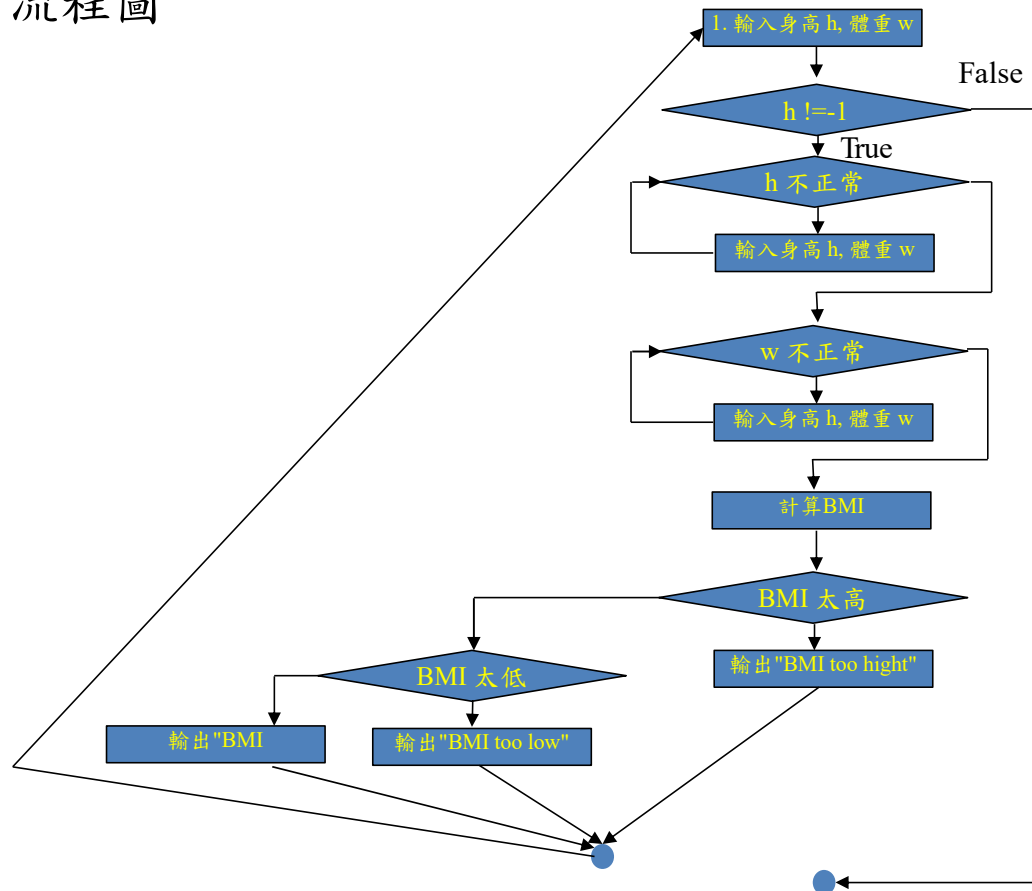 流程圖
1. 輸入身高 h, 體重 w
False
h !=-1
True
h 不正常
輸入身高 h, 體重 w
w 不正常
輸入身高 h, 體重 w
計算BMI
BMI 太高
BMI 太低
輸出"BMI too hight"
輸出"BMI
輸出"BMI too low"